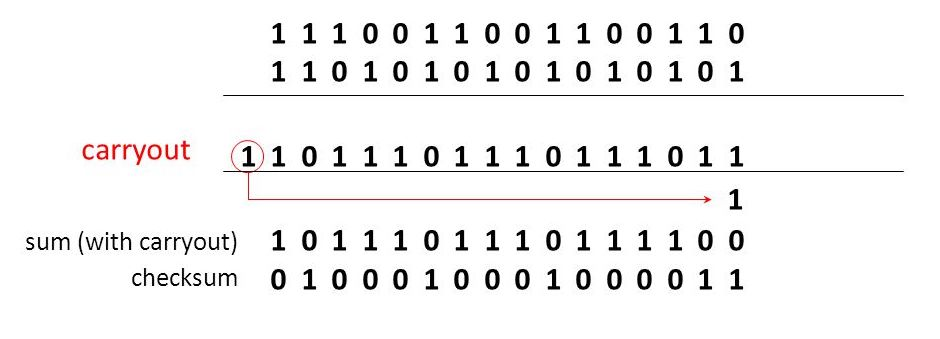 1 1 1 0 0 1 1 0 0 1 1 0 0 1 1 0
1 1 0 1 0 1 0 1 0 1 0 1 0 1 0 1
carryout 1 1 0 1 1 1 0 1 1 1 0 1 1 1 0 1 1
1
sum (with carryout) 1 0 1 1 1 0 1 1 1 0 1 1 1 1 0 0
checksum 0 1 0 0 0 1 0 0 0 1 0 0 0 0 1 1